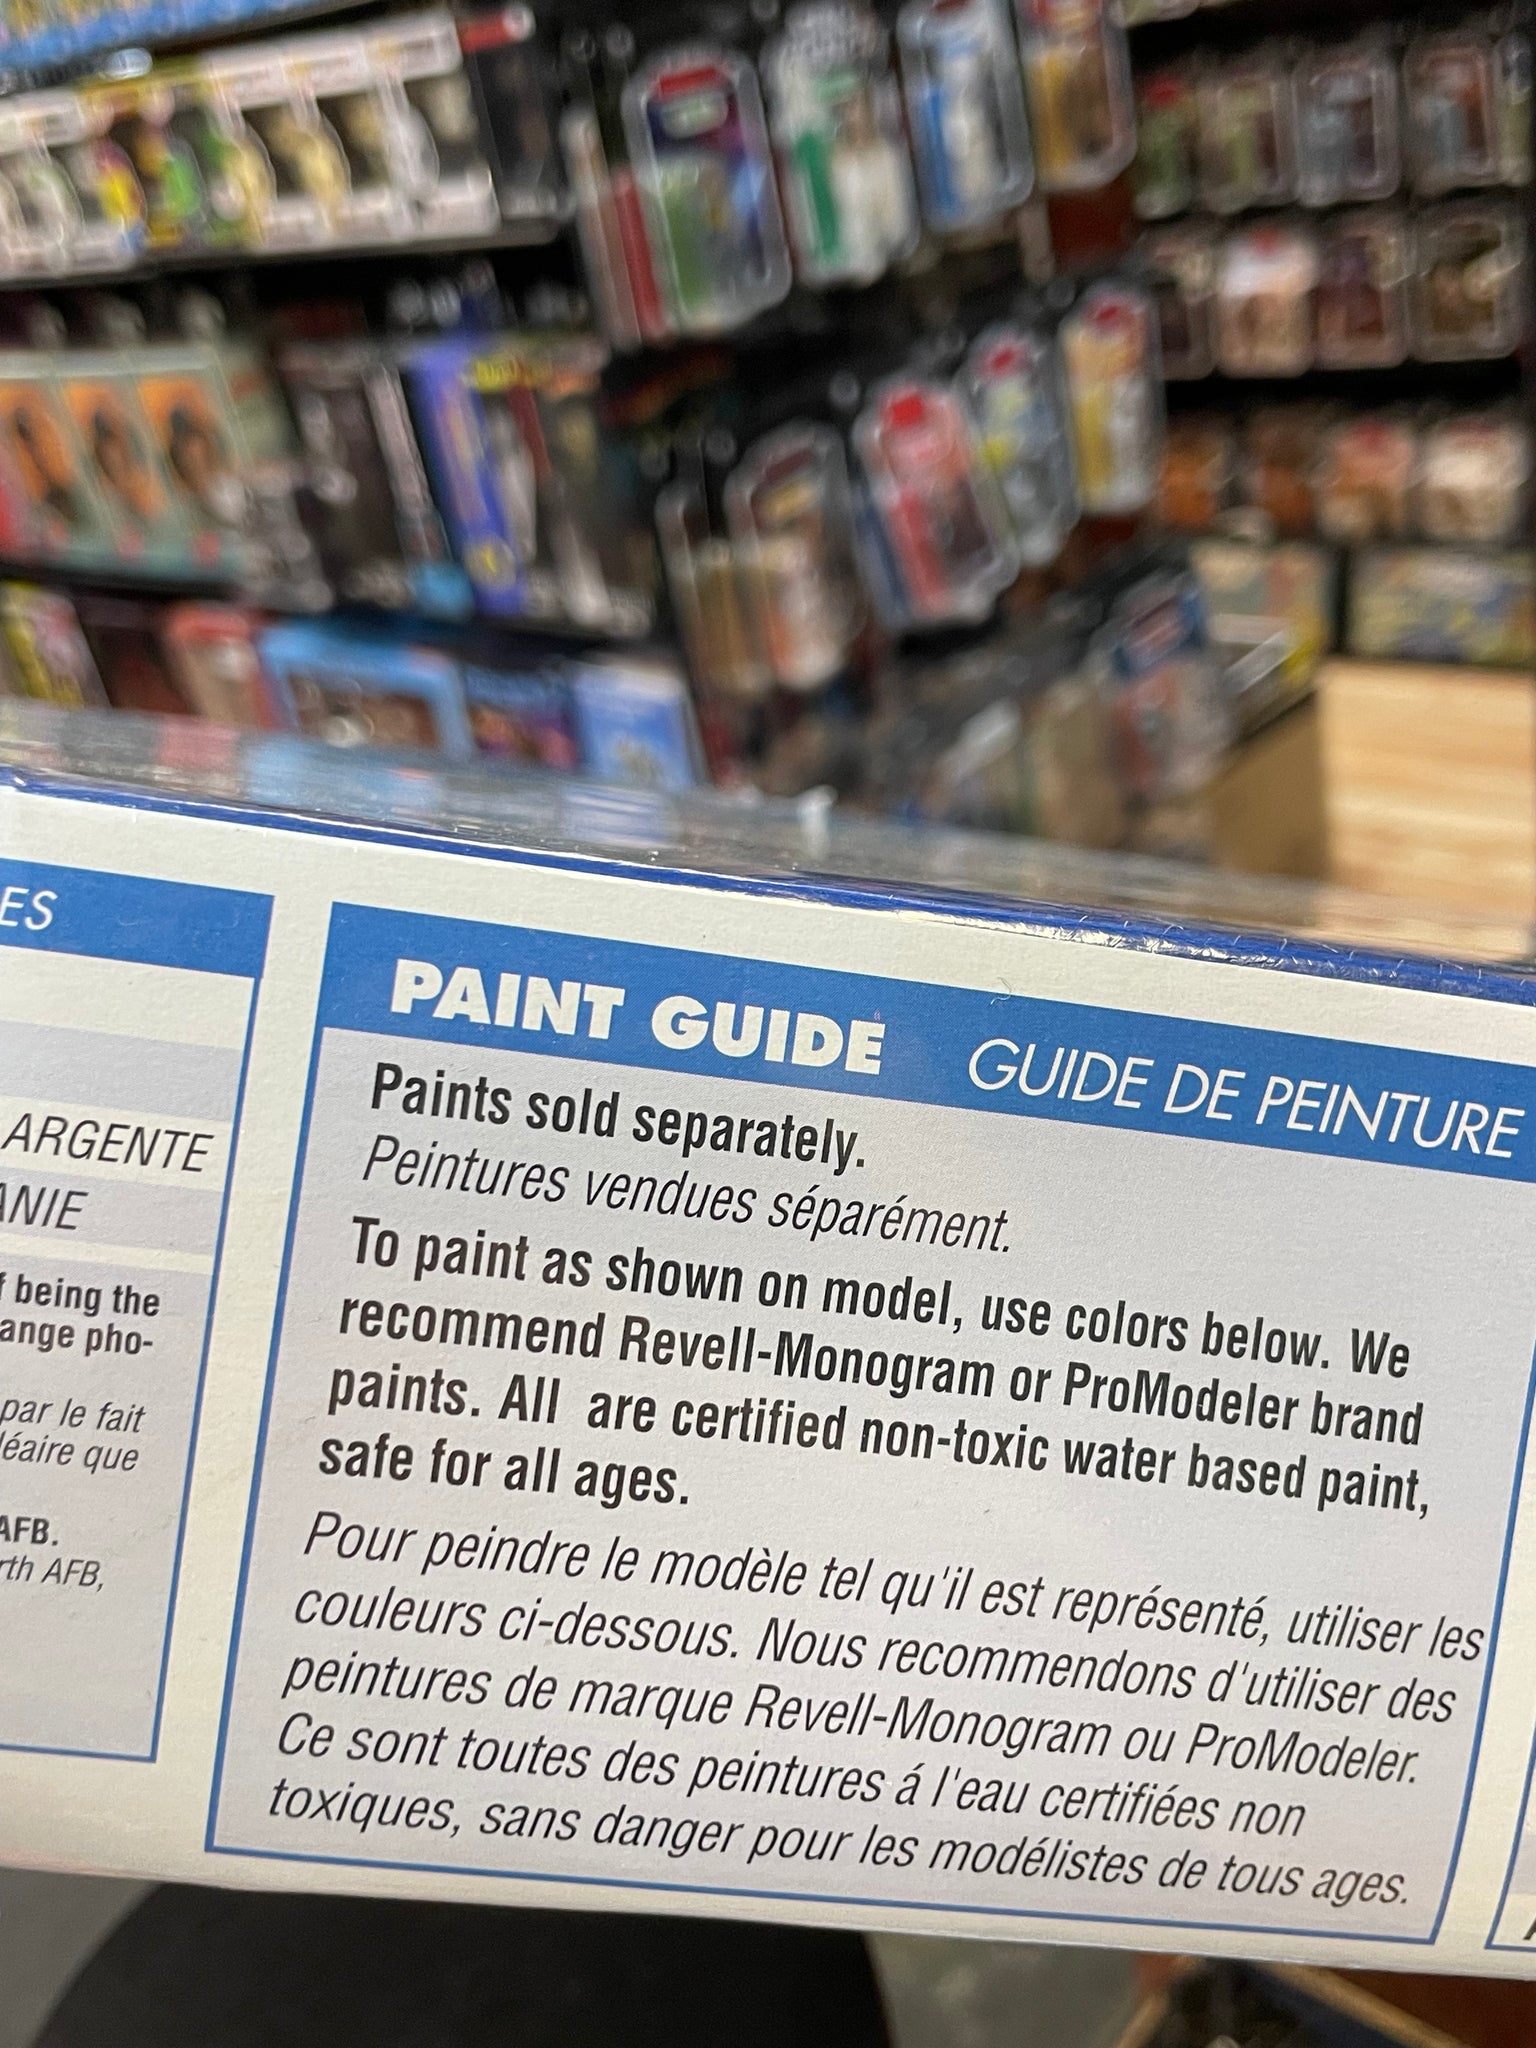 ES
ARGENTE
ANIE
being the
ange pho-
par le fait
léaire que
AFB.
rth AFB,
PAINT GUIDE GUIDE DE PEINTURE
Paints sold separately.
Peintures vendues séparément.
To paint as shown on model, use colors below. We
recommend Revell-Monogram or ProModeler brand
paints. All are certified non-toxic water based paint,
safe for all ages.
Pour peindre le modèle tel qu'il est représenté, utiliser les
couleurs ci-dessous. Nous recommendons d'utiliser des
peintures de marque Revell-Monogram ou ProModeler.
Ce sont toutes des peintures á l'eau certifiées non
toxiques, sans danger pour les modélistes de tous ages.